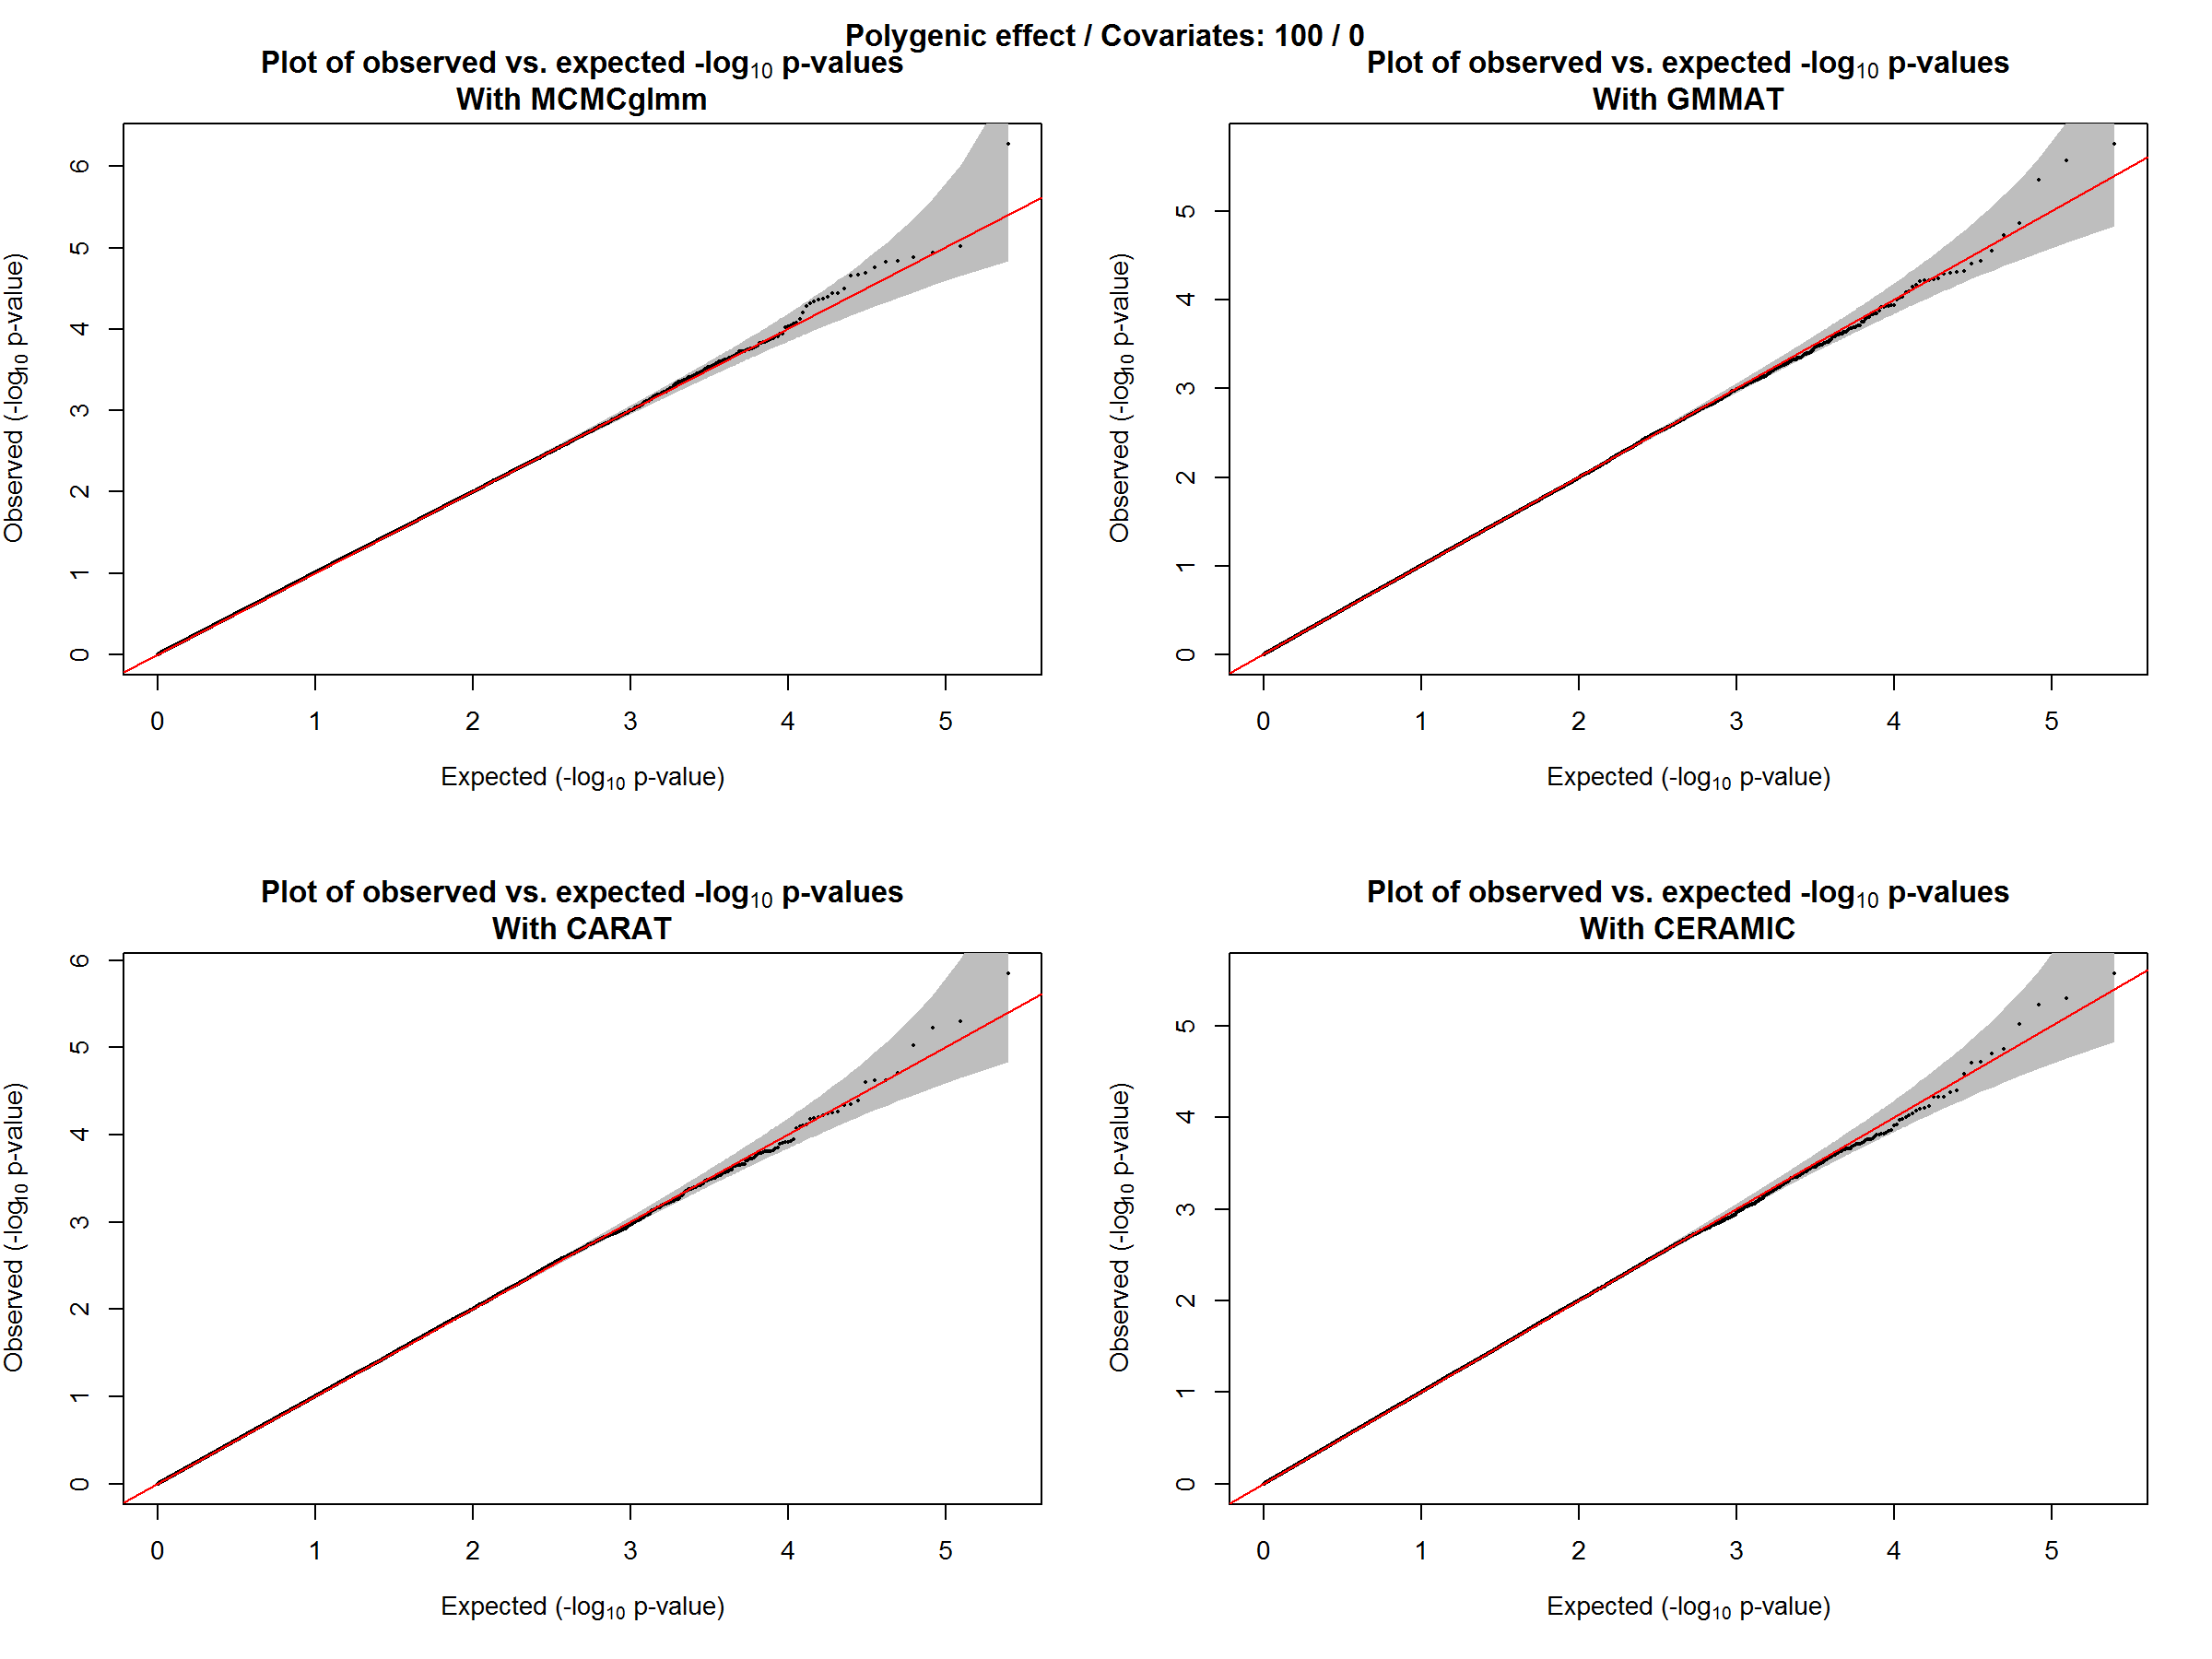 Polygenic effect / Covariates: 100 / 0
Plot of observed vs. expected -log10 p-values
With MCMCglmm
Observed (-log10 p-value)
6
5
4
3
2
1
0
0 1 2 3 4 5
Expected (-log10 p-value)
Plot of observed vs. expected -log10 p-values
With GMMAT
Observed (-log10 p-value)
5
4
3
2
1
0
0 1 2 3 4 5
Expected (-log10 p-value)
Plot of observed vs. expected -log10 p-values
With CARAT
Observed (-log10 p-value)
6
5
4
3
2
1
0
0 1 2 3 4 5
Expected (-log10 p-value)
Plot of observed vs. expected -log10 p-values
With CERAMIC
Observed (-log10 p-value)
5
4
3
2
1
0
0 1 2 3 4 5
Expected (-log10 p-value)